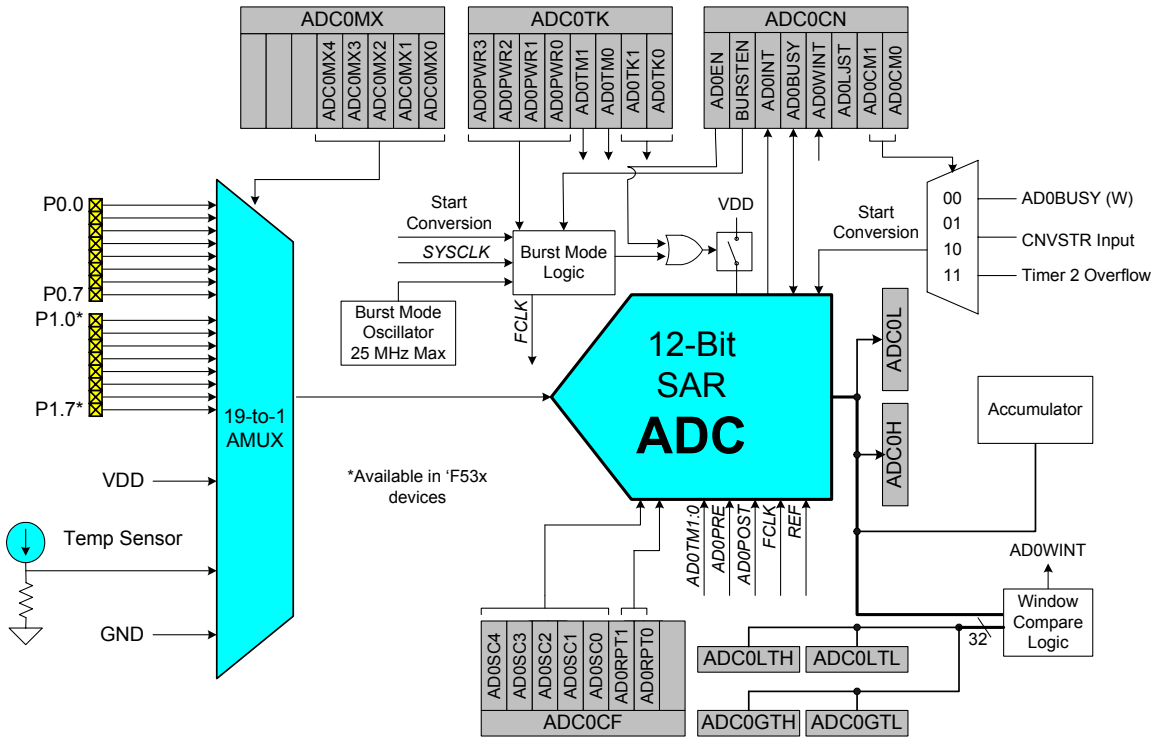 ADC0MX
ADC0MX4
ADC0MX3
ADC0MX2
ADC0MX1
ADC0MX0
ADC0TK
AD0PWR3
AD0PWR2
AD0PWR1
AD0PWR0
AD0TM1
AD0TM0
AD0TK1
AD0TK0
ADC0CN
AD0EN
BURSTEN
AD0INT
AD0BUSY
AD0WINT
AD0LJST
AD0CM1
AD0CM0
P0.0
P0.7
P1.0*
P1.7*
19-to-1
AMUX
VDD
Temp Sensor
GND
Start
Conversion
SYSCLK
Burst Mode
Logic
Burst Mode
Oscillator
25 MHz Max
FCLK
VDD
Start
Conversion
00
01
10
11
AD0BUSY (W)
CNVSTR Input
Timer 2 Overflow
12-Bit
SAR
ADC
ADC0L
ADC0H
Accumulator
*Available in ‘F53x
devices
AD0TM1:0
AD0PRE
AD0POST
FCLK
REF
AD0WINT
Window
Compare
Logic
32
AD0SC4
AD0SC3
AD0SC2
AD0SC1
AD0SC0
AD0RPT1
AD0RPT0
ADC0CF
ADC0LTH
ADC0LTL
ADC0GTH
ADC0GTL